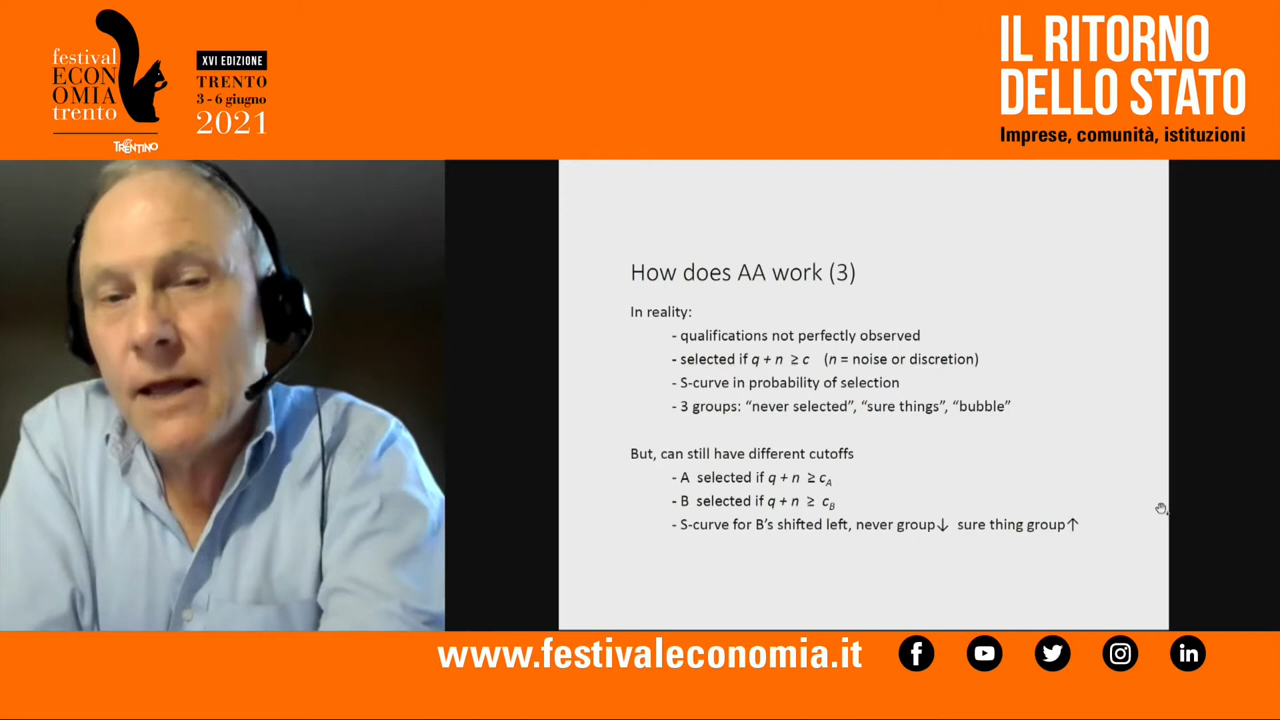 festival
ECON
OMIA
trento
TRENTINO
XVI EDIZIONE
TRENTO
3 - 6 giugno
2021
IL RITORNO
DELLO STATO
Imprese, comunità, istituzioni
How does AA work (3)
In reality:
- qualifications not perfectly observed
- selected if q + n ≥ c (n = noise or discretion)
- S-curve in probability of selection
- 3 groups: “never selected”, “sure things”, “bubble”
But, can still have different cutoffs
- A selected if q + n ≥ cA
- B selected if q + n ≥ cB
- S-curve for B’s shifted left, never group↓ sure thing group↑
www.festivaleconomia.it